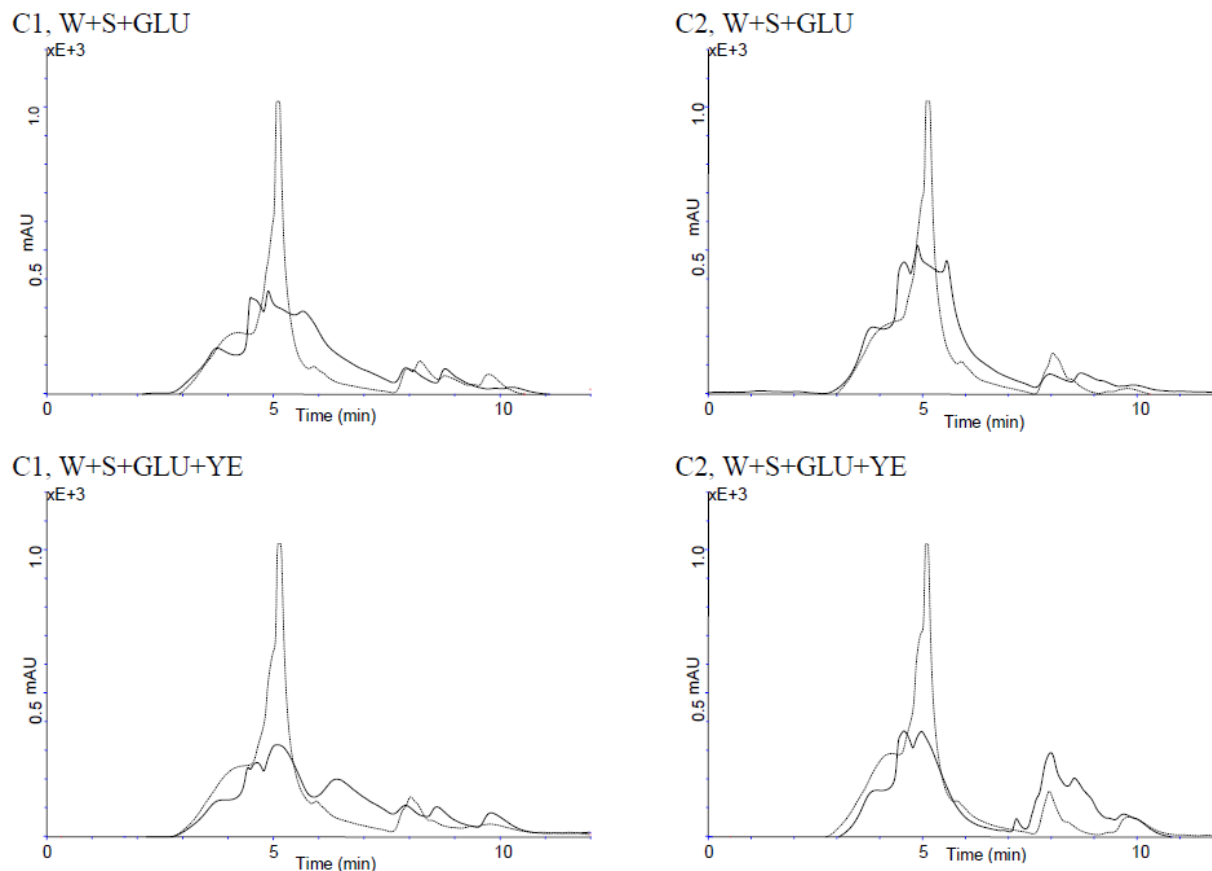 C1, W+S+GLU
xE+3
1.0
mAU
0.5
0
5
10
Time (min)
C2, W+S+GLU
xE+3
1.0
mAU
0.5
0
5
10
Time (min)
C1, W+S+GLU+YE
xE+3
1.0
mAU
0.5
0
5
10
Time (min)
C2, W+S+GLU+YE
xE+3
1.0
mAU
0.5
0
5
10
Time (min)